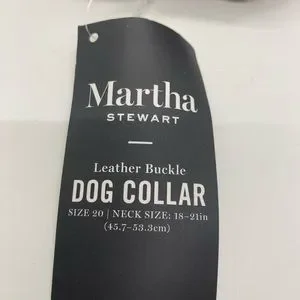 Martha
STEWART
Leather Buckle
DOG COLLAR
SIZE 20 | NECK SIZE: 18–21in
(45.7–53.3cm)